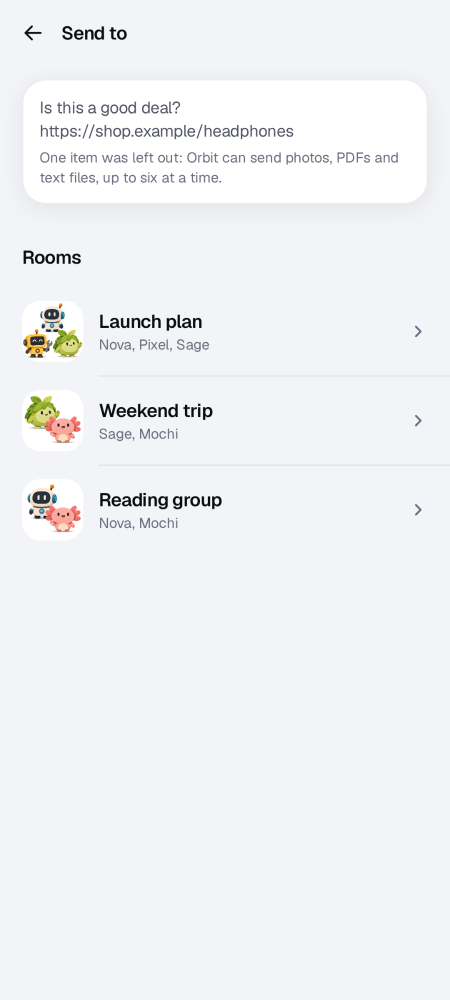 Send to
Is this a good deal?
https://shop.example/headphones
One item was left out: Orbit can send photos, PDFs and
text files, up to six at a time.
Rooms
Launch plan
Nova, Pixel, Sage
Weekend trip
Sage, Mochi
Reading group
Nova, Mochi